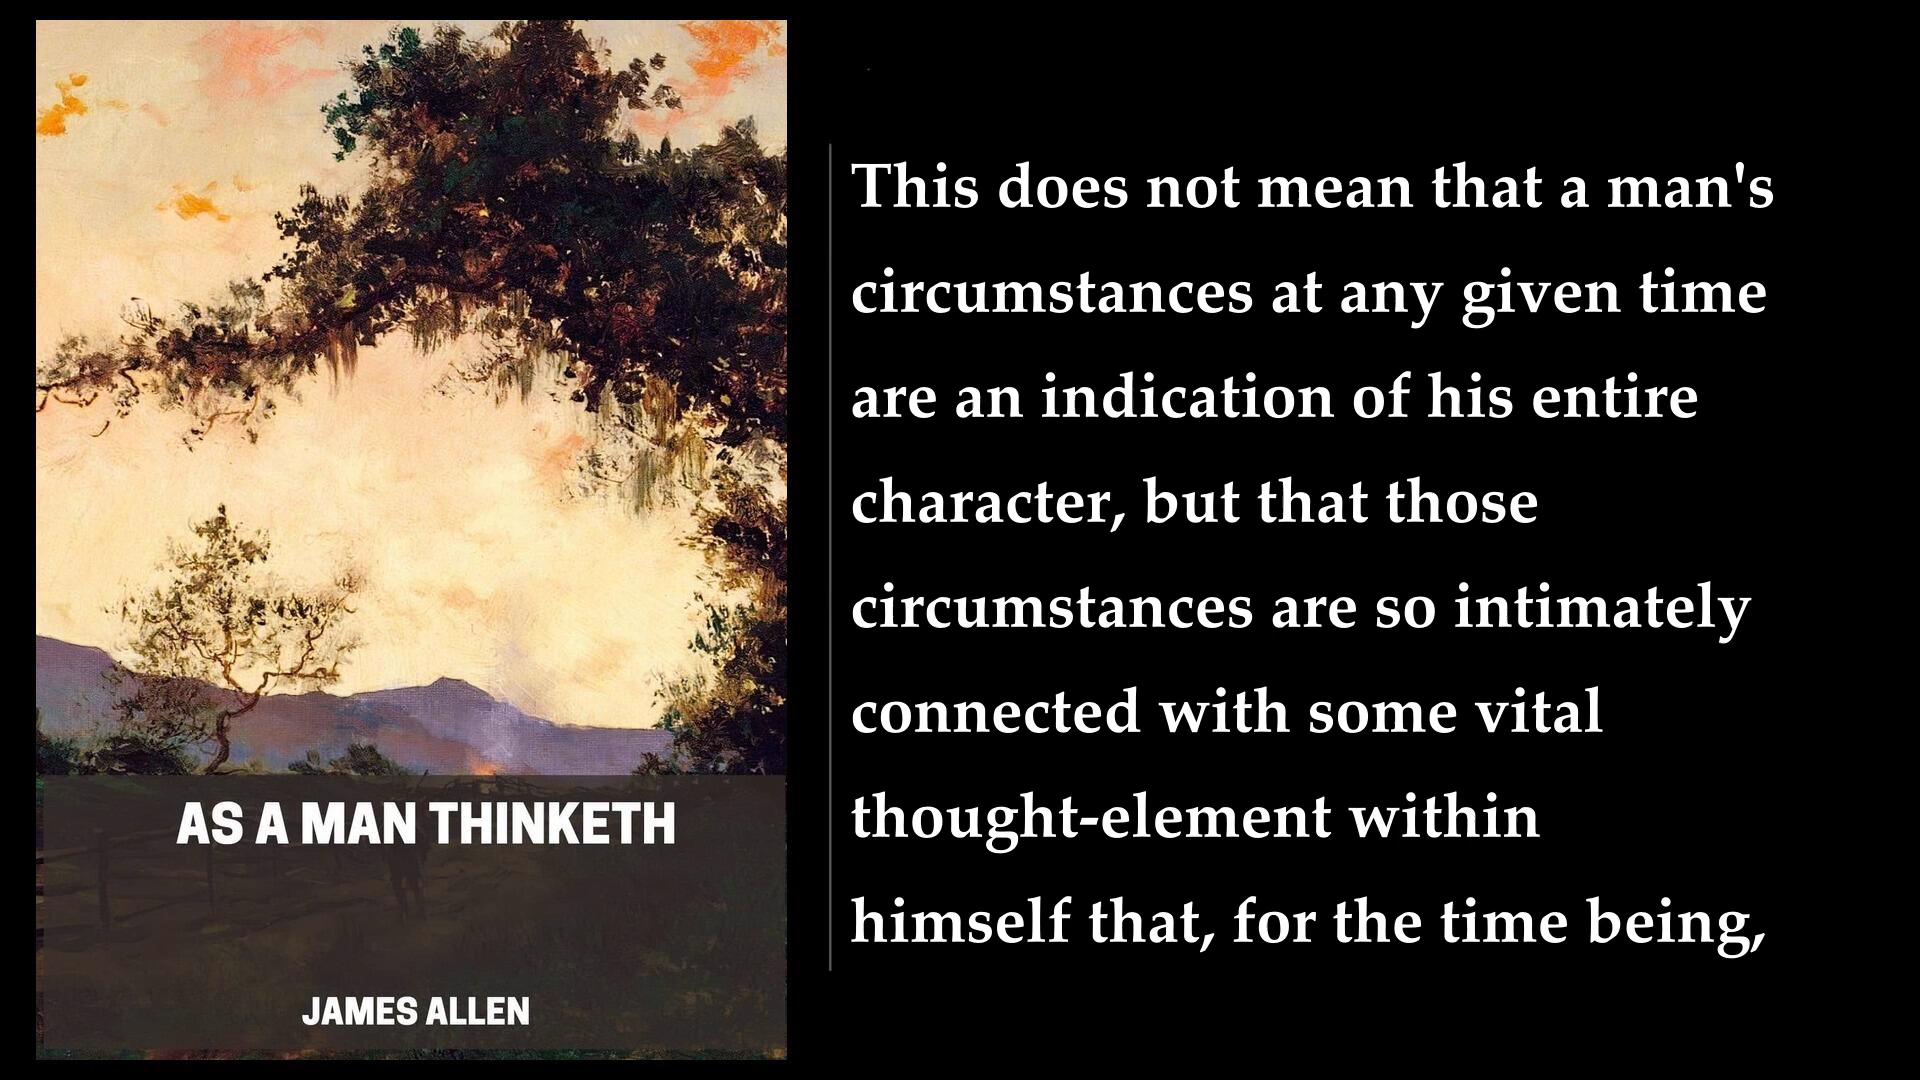 AS A MAN THINKETH
JAMES ALLEN
This does not mean that a man's
circumstances at any given time
are an indication of his entire
character, but that those
circumstances are so intimately
connected with some vital
thought-element within
himself that, for the time being,